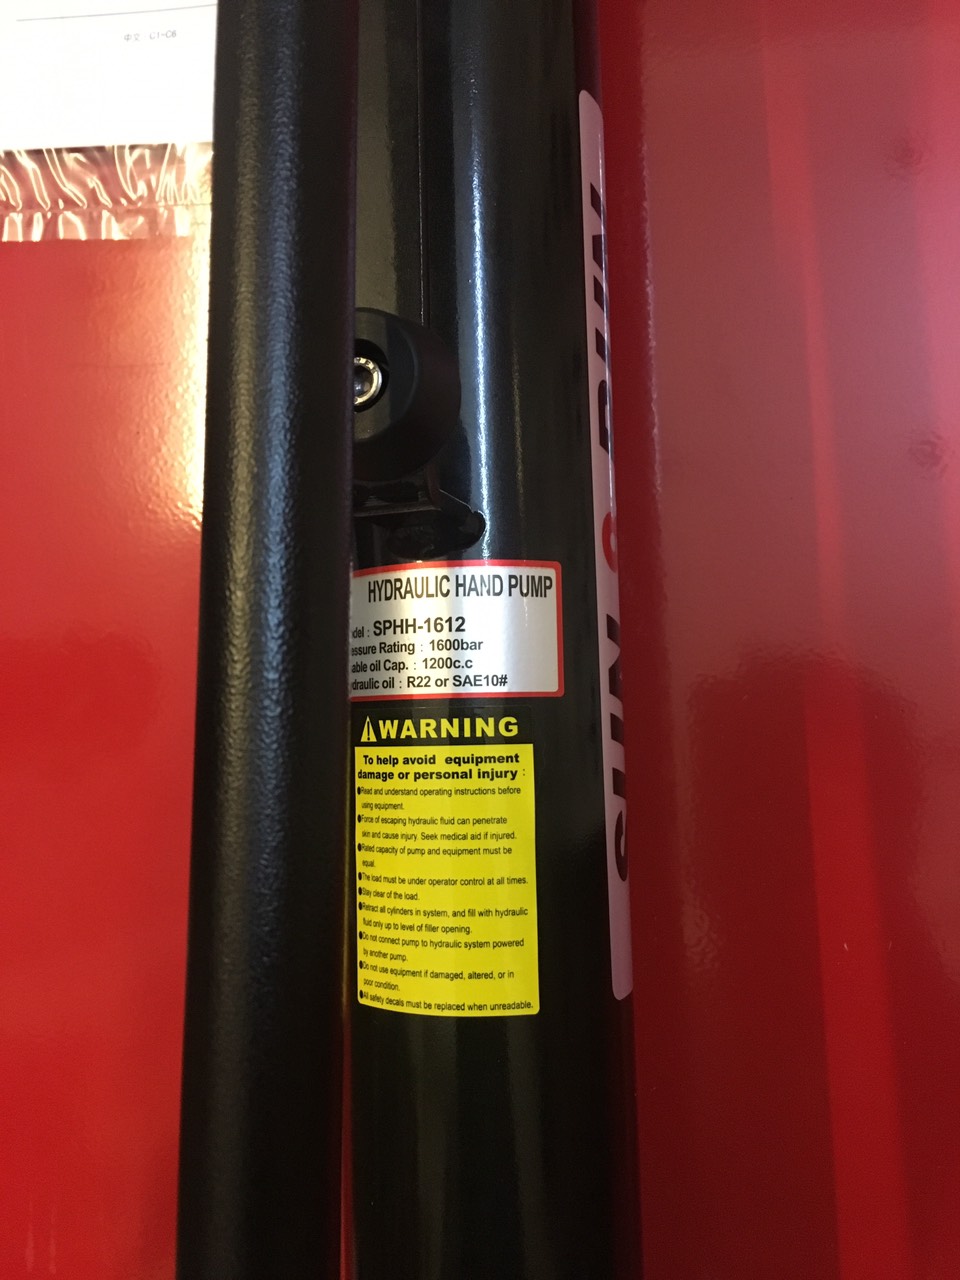 中文 C1-C6
HYDRAULIC HAND PUMP
del : SPHH-1612
essure Rating : 1600bar
able oil Cap. : 1200c.c
ydraulic oil : R22 or SAE10#
WARNING
To help avoid equipment
damage or personal injury :
●Read and understand operating instructions before
using equipment.
●Force of escaping hydraulic fluid can penetrate
skin and cause injury. Seek medical aid if injured.
●Rated capacity of pump and equipment must be
equal.
●The load must be under operator control at all times.
●Stay clear of the load.
●Retract all cylinders in system, and fill with hydraulic
fluid only up to level of filler opening.
●Do not connect pump to hydraulic system powered
by another pump.
●Do not use equipment if damaged, altered, or in
poor condition.
●All safety decals must be replaced when unreadable.